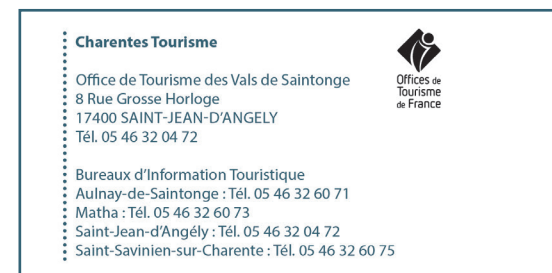 Charentes Tourisme
Offices de
Tourisme
de France
Office de Tourisme des Vals de Saintonge
8 Rue Grosse Horloge
17400 SAINT-JEAN-D'ANGELY
Tél. 05 46 32 04 72
Bureaux d'Information Touristique
Aulnay-de-Saintonge : Tél. 05 46 32 60 71
Matha : Tél. 05 46 32 60 73
Saint-Jean-d'Angély : Tél. 05 46 32 04 72
Saint-Savinien-sur-Charente : Tél. 05 46 32 60 75